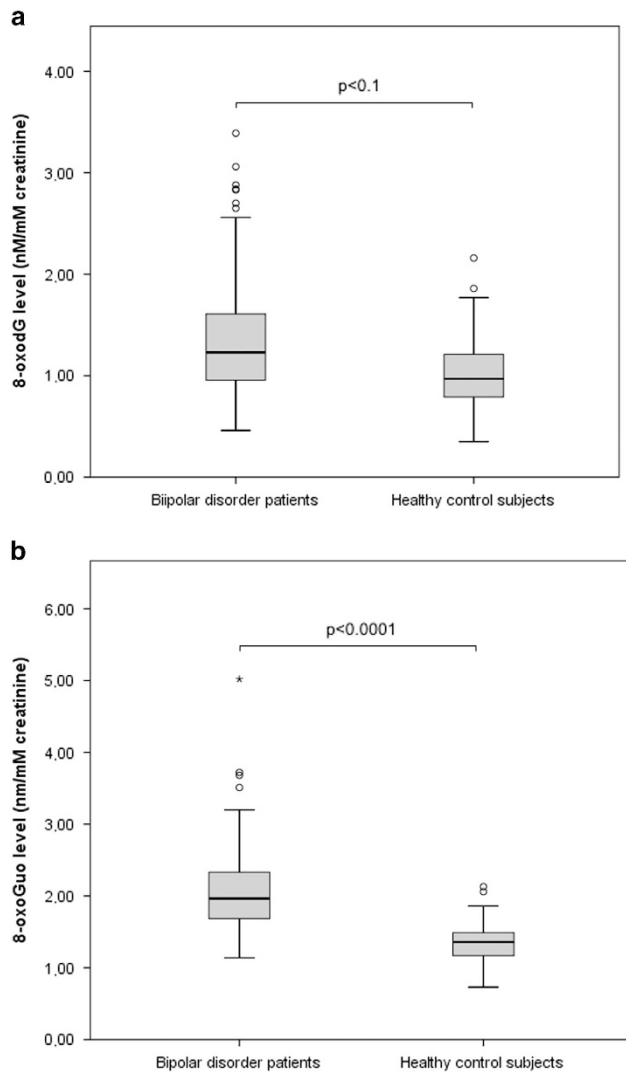 a
8-oxodG level (nM/mM creatinine)
4,00
3,00
2,00
1,00
0,00
p<0.1
Biipolar disorder patients
Healthy control subjects
b
8-oxoGuo level (nm/mM creatinine)
6,00
5,00
4,00
3,00
2,00
1,00
0,00
p<0.0001
*
Bipolar disorder patients
Healthy control subjects